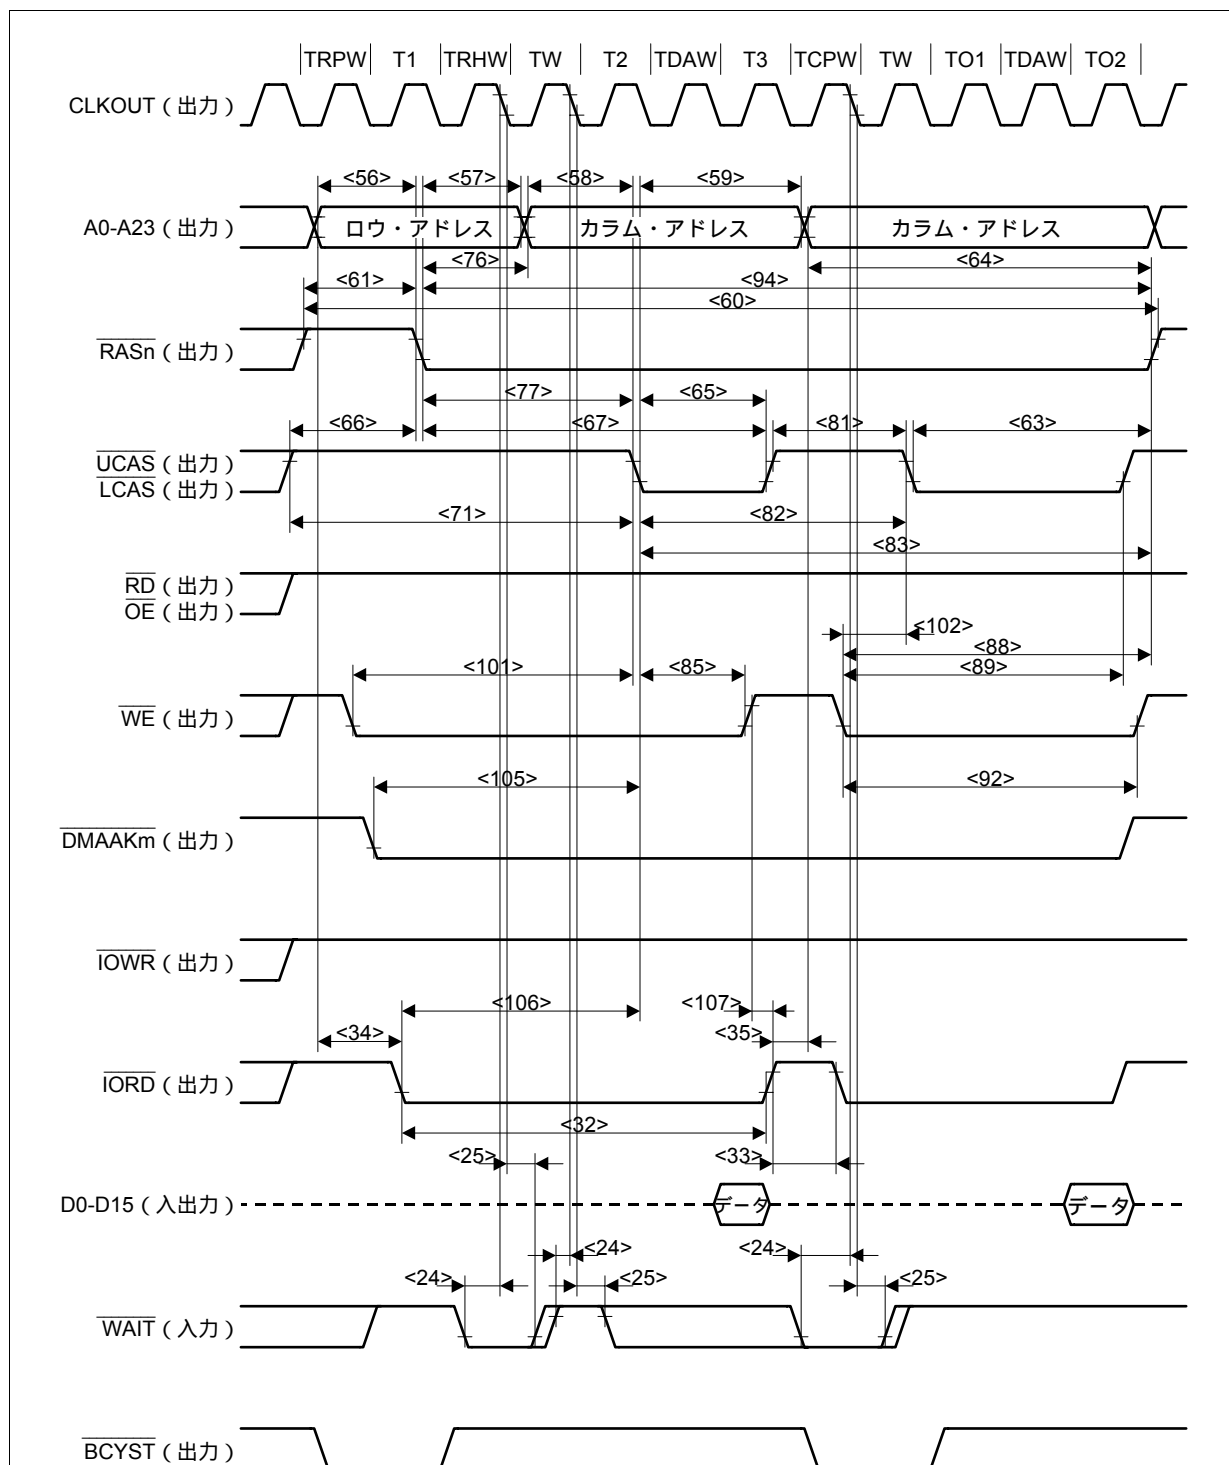 TRPW T1 TRHW TW T2 TDAW T3 TCPW TW TO1 TDAW TO2
CLKOUT（出力）
<56> <57> <58> <59>
A0-A23（出力） ロウ・アドレス カラム・アドレス カラム・アドレス
<76> <64>
<61> <94>
<60>
RASn（出力）
<77> <65>
<66> <67> <81> <63>
UCAS（出力）
LCAS（出力）
<71> <82>
<83>
RD（出力）
OE（出力）
<102>
<88>
<101> <85> <89>
WE（出力）
<105> <92>
DMAAKm（出力）
IOWR（出力）
<106> <107>
<34> <35>
IORD（出力）
<32>
<25> <33>
D0-D15（入出力） データ データ
<24> <24>
<24> <25> <25>
WAIT（入力）
BCYST（出力）